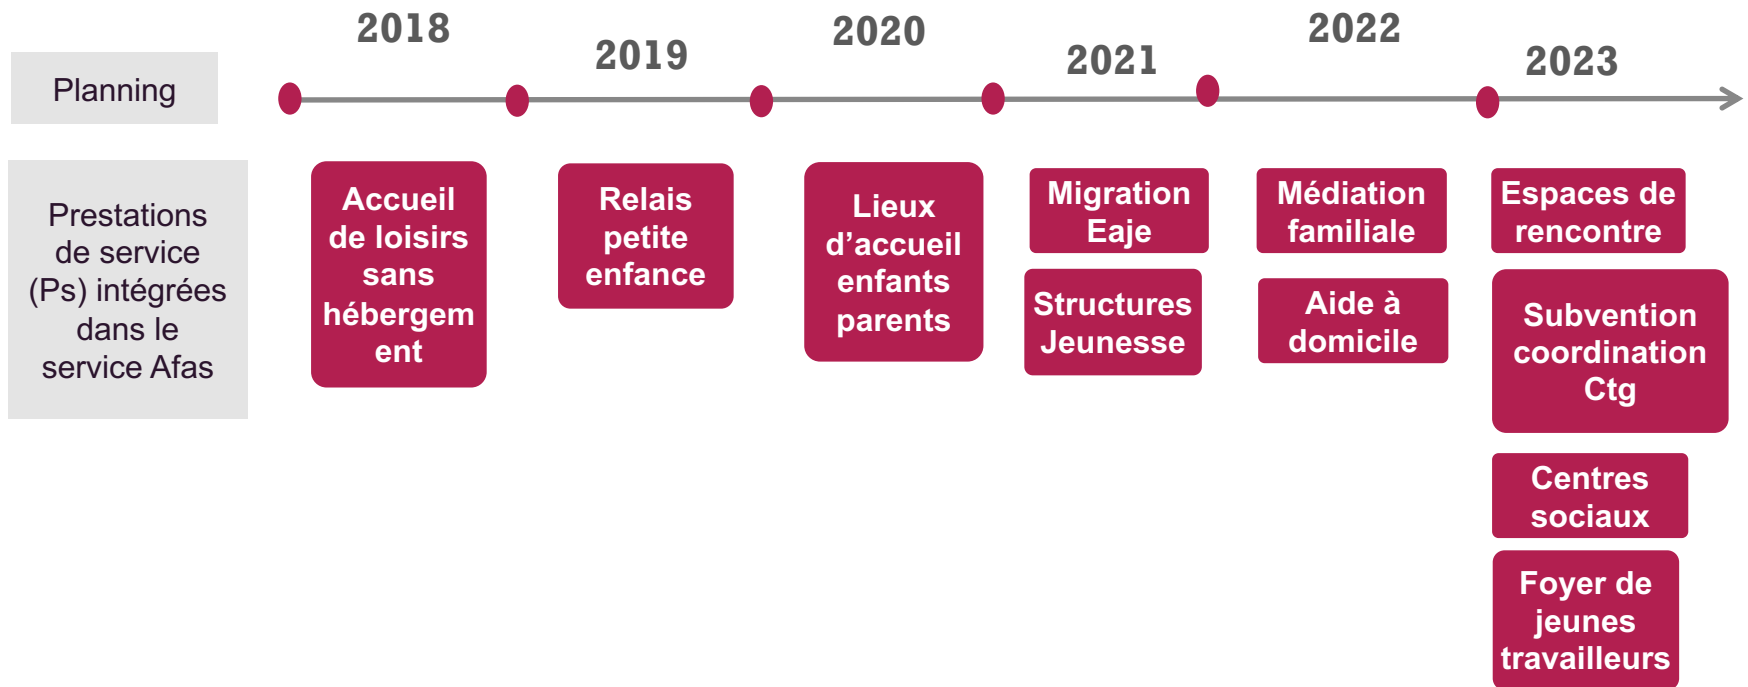 2018
2019
2020
2021
2022
2023
Planning
Prestations
de service
(Ps) intégrées
dans le
service Afas
Accueil
de loisirs
sans
hébergem
ent
Relais
petite
enfance
Lieux
d’accueil
enfants
parents
Migration
Eaje
Structures
Jeunesse
Médiation
familiale
Aide à
domicile
Espaces de
rencontre
Subvention
coordination
Ctg
Centres
sociaux
Foyer de
jeunes
travailleurs